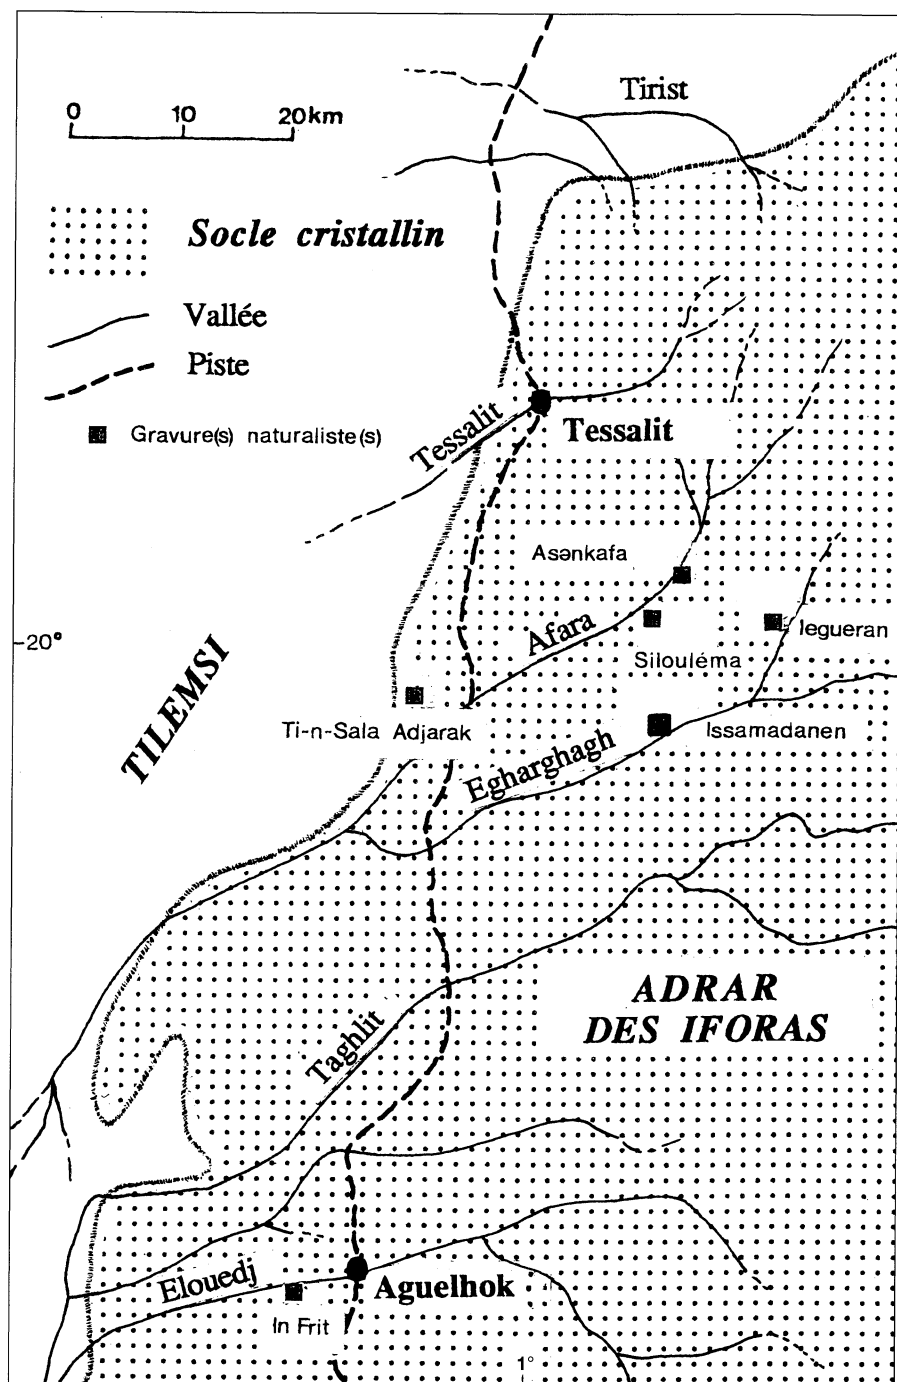 Tirist
0 10 20km
Socle cristallin
Vallée
Piste
Gravure(s) naturaliste(s)
Tessalit
Tessalit
Asənkafa
Afara
Iegueran
20°
Silouléma
TILEMSI
Ti-n-Sala Adjarak
Issamadanen
Egharghagh
ADRAR
DES IFORAS
Taghlit
Elouedj
Aguelhok
In Frit
1°